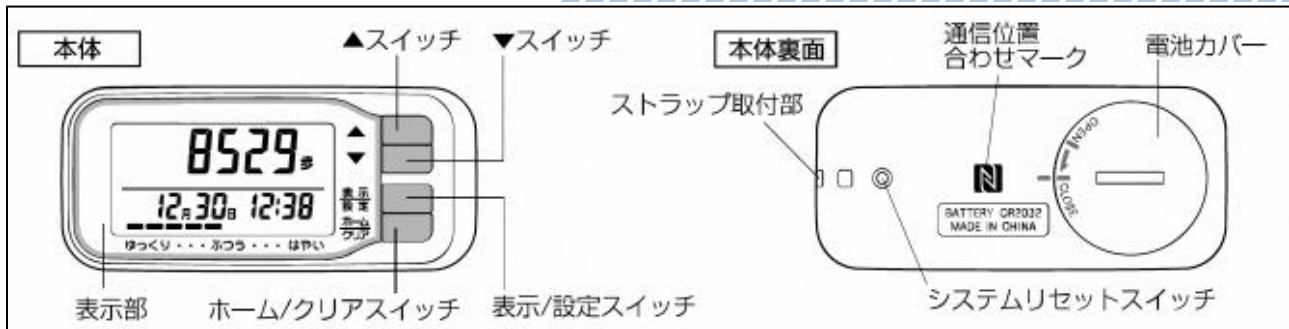 本体
▲スイッチ
▼スイッチ
8529歩
▲
▼
12月30日 12:38
表示
設定
ホーム
クリア
ゆっくり・・・ふつう・・・はやい
表示部
ホーム/クリアスイッチ
表示/設定スイッチ
本体裏面
通信位置
合わせマーク
電池カバー
ストラップ取付部
OPEN
CLOSE
N
BATTERY CR2032
MADE IN CHINA
システムリセットスイッチ